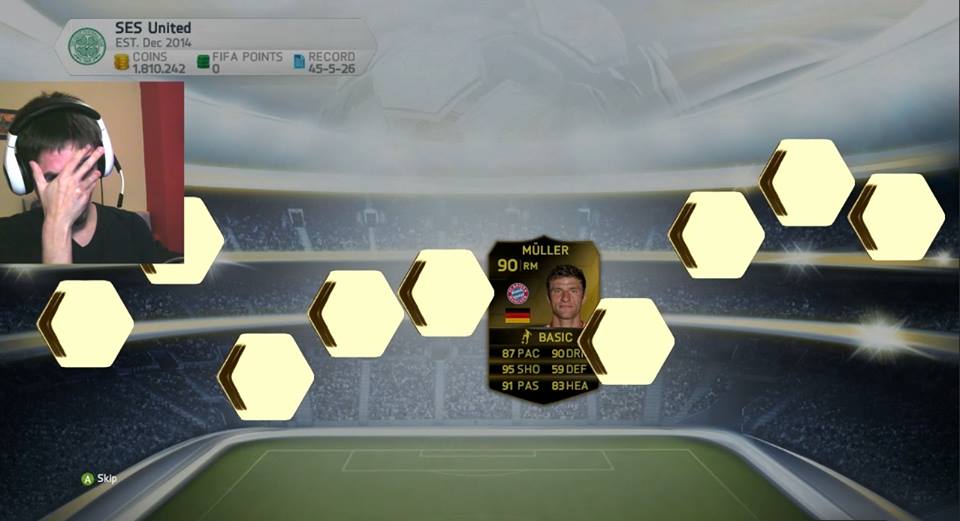 SES United
EST. Dec 2014
COINS
1.810.242
FIFA POINTS
0
RECORD
45-5-26
MÜLLER
90 RM
BASIC
87 PAC 90 DRI
95 SHO 59 DEF
91 PAS 83 HEA
A Skip